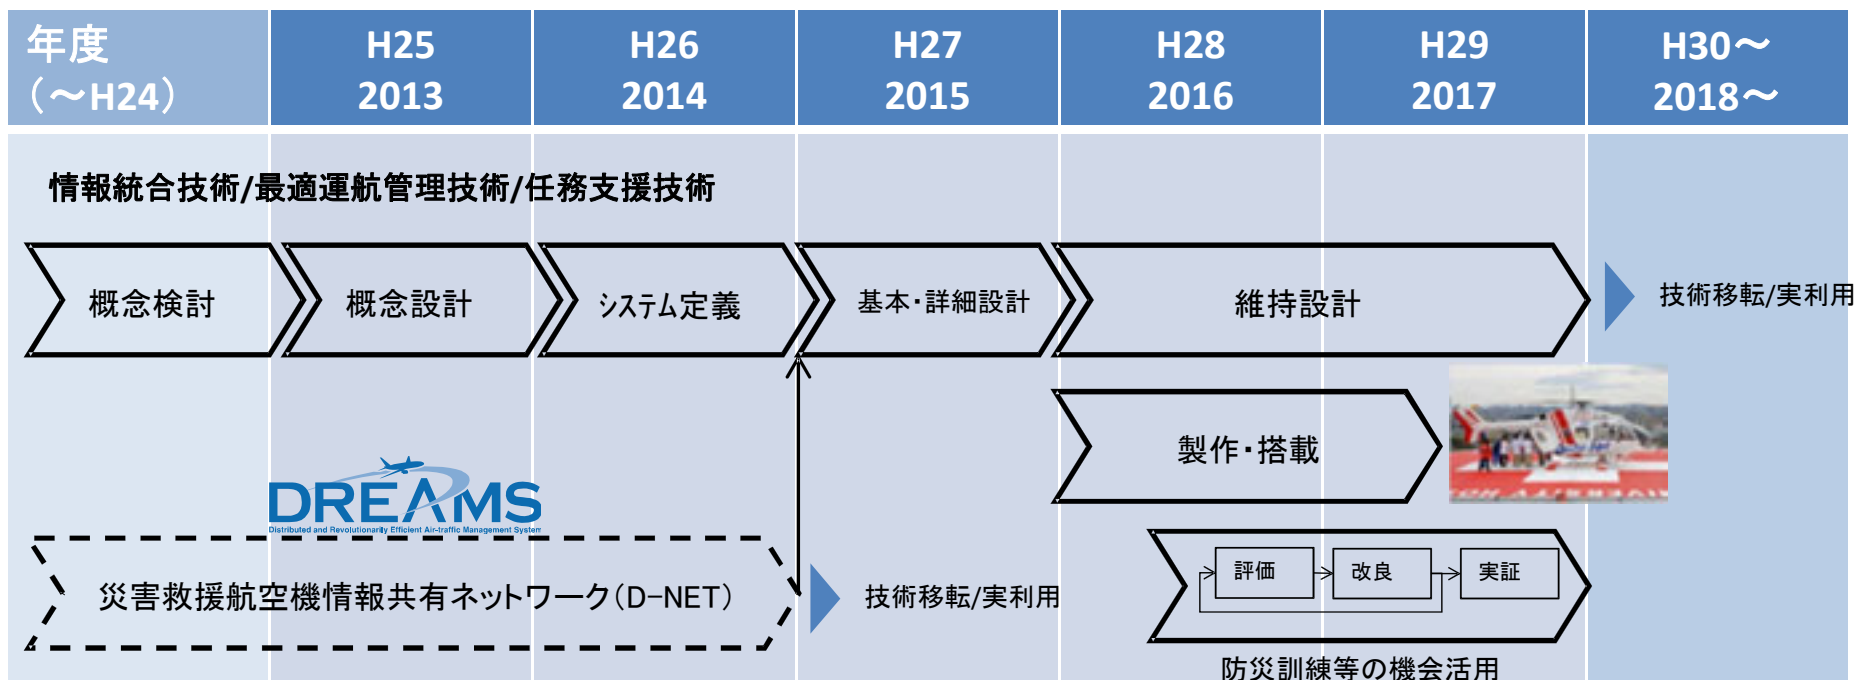 年度
(～H24)
H25
2013
H26
2014
H27
2015
H28
2016
H29
2017
H30～
2018～
情報統合技術/最適運航管理技術/任務支援技術
概念検討
概念設計
システム定義
基本・詳細設計
維持設計
技術移転/実利用
製作・搭載
DREAMS
Distributed and Revolutionarily Efficient Air-traffic Management System
災害救援航空機情報共有ネットワーク(D-NET)
技術移転/実利用
評価
改良
実証
防災訓練等の機会活用